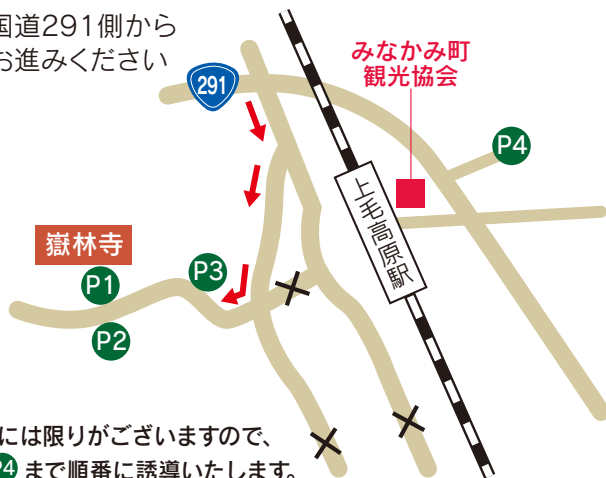 国道291側から
お進みください
291
みなかみ町
観光協会
P4
上毛高原駅
嶽林寺
P1
P3
P2
には限りがございますので、
P4 まで順番に誘導いたします。